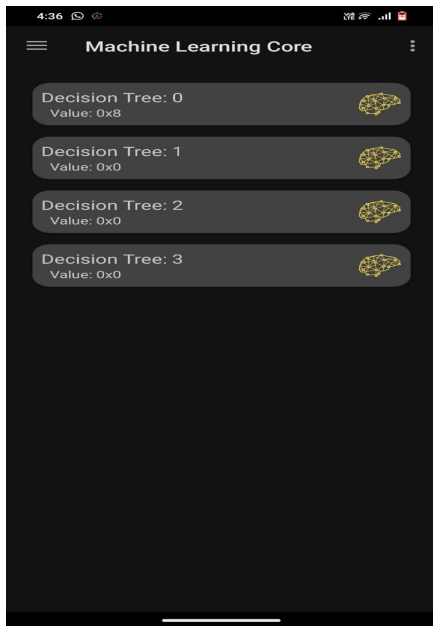 4:36
Machine Learning Core
Decision Tree: 0
Value: 0x8
Decision Tree: 1
Value: 0x0
Decision Tree: 2
Value: 0x0
Decision Tree: 3
Value: 0x0